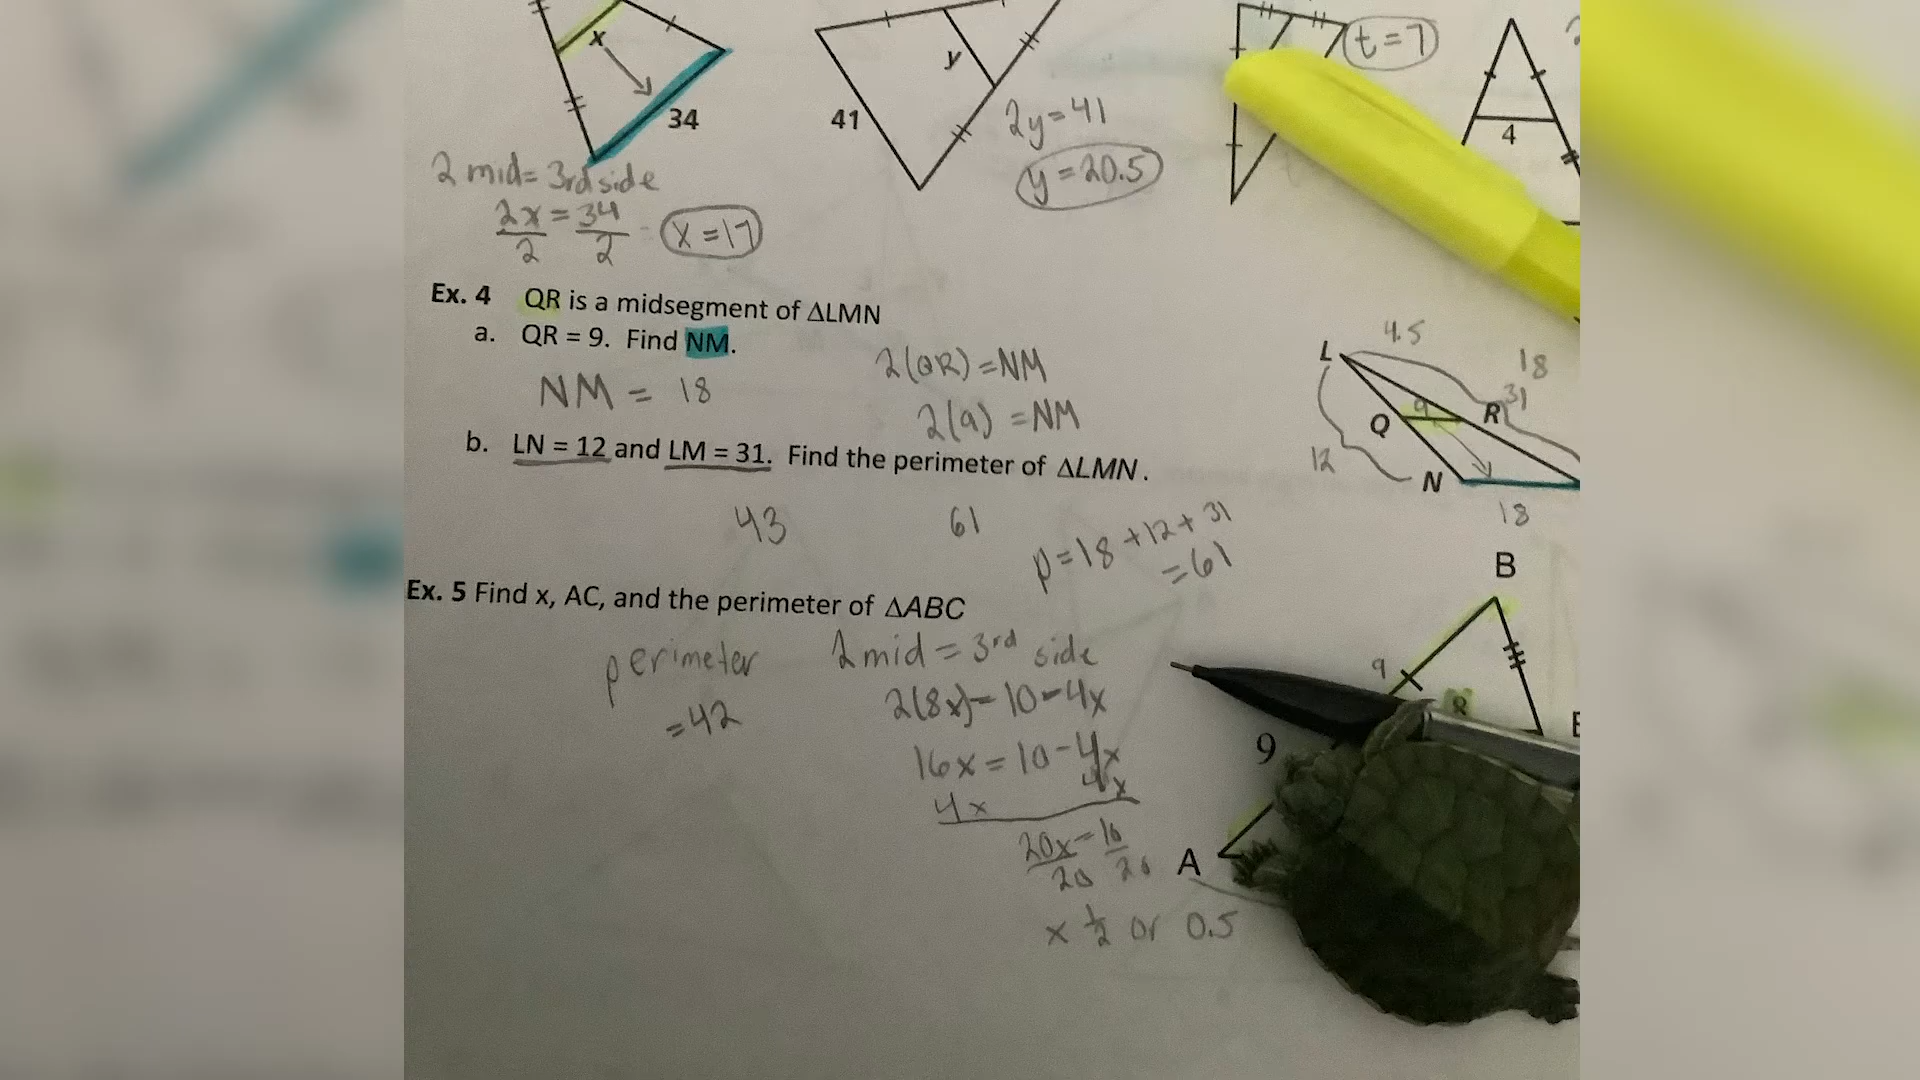 x
34
2 mid = 3rd side
2x = 34
2 2
x = 17
y
41
2y = 41
y = 20.5
t = 7
4
Ex. 4 QR is a midsegment of ΔLMN
a. QR = 9. Find NM.
NM = 18
2(QR) = NM
2(9) = NM
b. LN = 12 and LM = 31. Find the perimeter of ΔLMN.
43 61
p = 18 + 12 + 31
= 61
4.5
L
18
31
9
R
Q
12
N
18
Ex. 5 Find x, AC, and the perimeter of ΔABC
perimeter
= 42
2 mid = 3rd side
2(8x) = 10 - 4x
16x = 10 - 4x
4x 4x
20x = 10
20 20
x ½ or 0.5
B
9
8
9
A